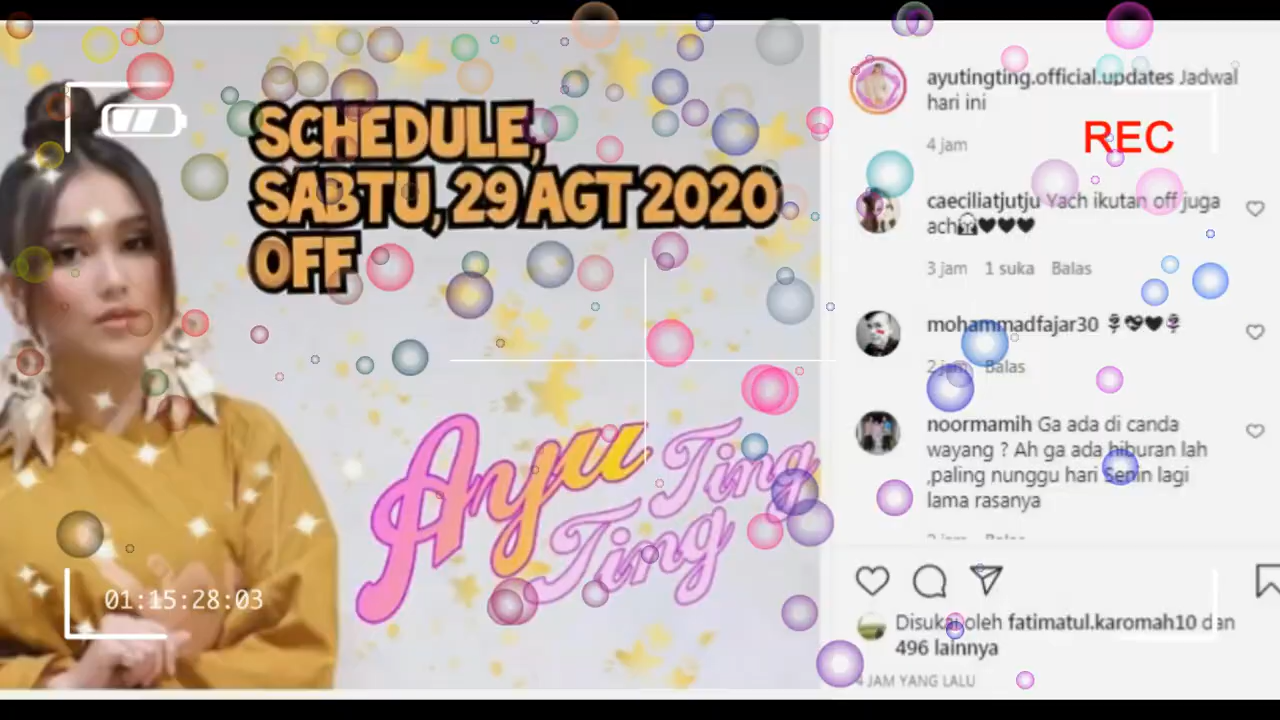 SCHEDULE,
SABTU, 29 AGT 2020
OFF
Ayu Ting
Ting
01:15:28:03
ayutingting.official.updates Jadwal
hari ini
4 jam
REC
caeciliatjutju Yach ikutan off juga
ach
3 jam 1 suka Balas
mohammadfajar30
2 jam Balas
noormamih Ga ada di canda
wayang ? Ah ga ada hiburan lah
,paling nunggu hari Senin lagi
lama rasanya
Disukai oleh fatimatul.karomah10 dan
496 lainnya
4 JAM YANG LALU